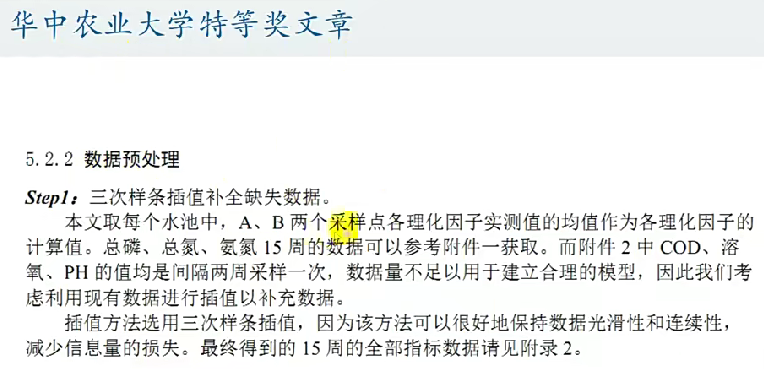 华中农业大学特等奖文章
5.2.2 数据预处理
Step1：三次样条插值补全缺失数据。
本文取每个水池中，A、B 两个采样点各理化因子实测值的均值作为各理化因子的
计算值。总磷、总氮、氨氮 15 周的数据可以参考附件一获取。而附件 2 中 COD、溶
氧、PH 的值均是间隔两周采样一次，数据量不足以用于建立合理的模型，因此我们考
虑利用现有数据进行插值以补充数据。
插值方法选用三次样条插值，因为该方法可以很好地保持数据光滑性和连续性，
减少信息量的损失。最终得到的 15 周的全部指标数据请见附录 2。